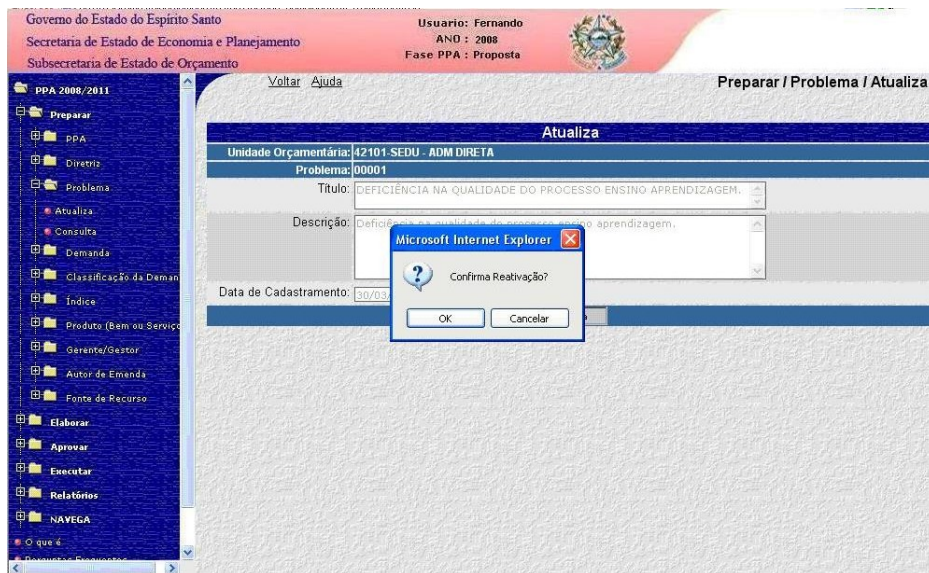 Governo do Estado do Espírito Santo
Secretaria de Estado de Economia e Planejamento
Subsecretaria de Estado de Orçamento
Usuario: Fernando
ANO : 2008
Fase PPA : Proposta
Voltar Ajuda
Preparar / Problema / Atualiza
PPA 2008/2011
Preparar
PPA
Diretriz
Problema
Atualiza
Consulta
Demanda
Classificação da Deman
Índice
Produto (Bem ou Serviço
Gerente/Gestor
Autor de Emenda
Fonte de Recurso
Elaborar
Aprovar
Executar
Relatórios
NAVEGA
O que é
Perguntas Frequentes
Atualiza
Unidade Orçamentária: 42101-SEDU - ADM DIRETA
Problema: 00001
Título: DEFICIÊNCIA NA QUALIDADE DO PROCESSO ENSINO APRENDIZAGEM.
Descrição: Deficiência na qualidade do processo ensino aprendizagem.
Data de Cadastramento: 30/03/
Microsoft Internet Explorer
Confirma Reativação?
OK Cancelar